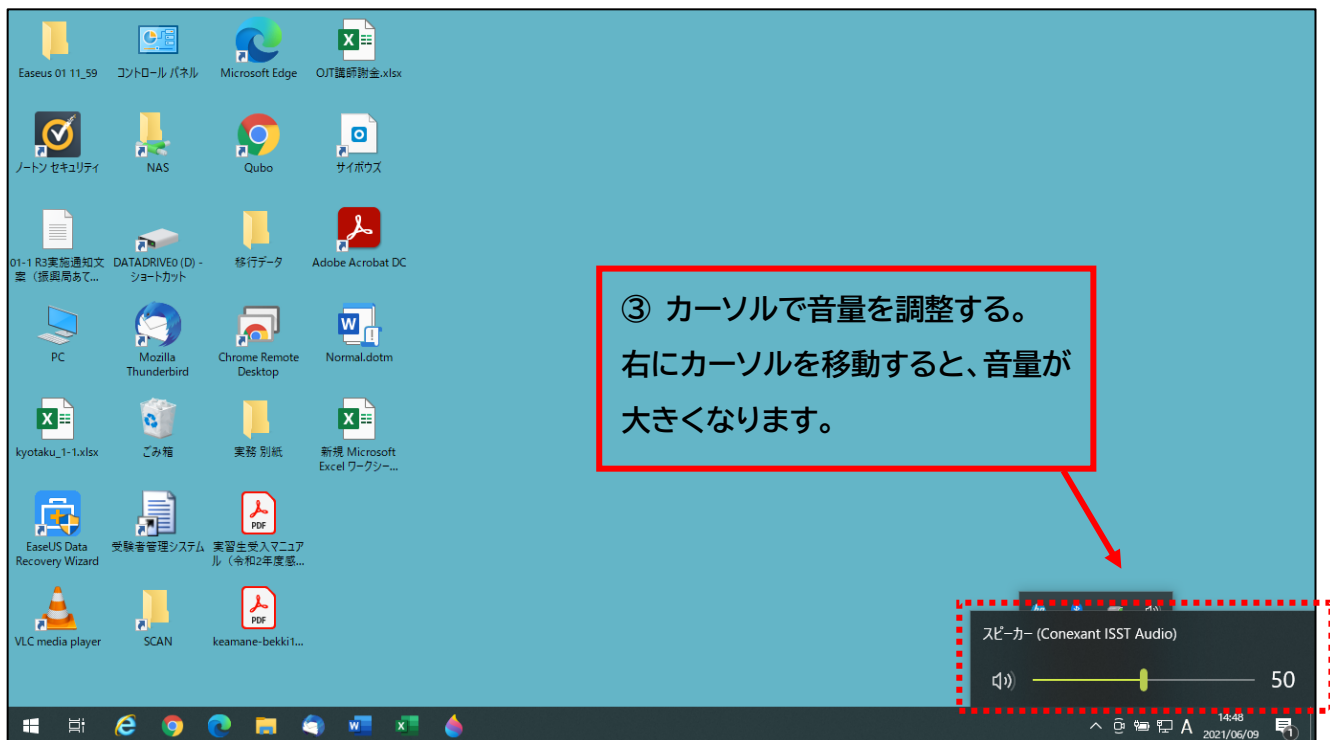 Easeus 01 11_59
コントロール パネル
Microsoft Edge
OJT講師謝金.xlsx
ノートン セキュリティ
NAS
Qubo
サイボウズ
01-1 R3実施通知文
案（振興局あて...
DATADRIVE0 (D) -
ショートカット
移行データ
Adobe Acrobat DC
PC
Mozilla
Thunderbird
Chrome Remote
Desktop
Normal.dotm
kyotaku_1-1.xlsx
ごみ箱
実務 別紙
新規 Microsoft
Excel ワークシー...
EaseUS Data
Recovery Wizard
受験者管理システム
PDF
実習生受入マニュア
ル（令和2年度感...
VLC media player
SCAN
PDF
keamane-bekki1...
③ カーソルで音量を調整する。
右にカーソルを移動すると、音量が
大きくなります。
スピーカー (Conexant ISST Audio)
50
A
14:48
2021/06/09
1